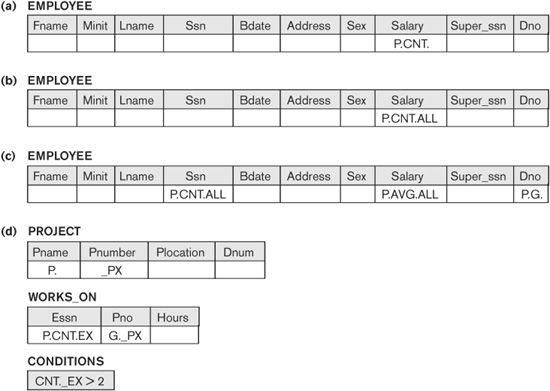 (a) EMPLOYEE
Fname Minit Lname Ssn Bdate Address Sex Salary Super_ssn Dno
P.CNT.
(b) EMPLOYEE
Fname Minit Lname Ssn Bdate Address Sex Salary Super_ssn Dno
P.CNT.ALL
(c) EMPLOYEE
Fname Minit Lname Ssn Bdate Address Sex Salary Super_ssn Dno
P.CNT.ALL P.AVG.ALL P.G.
(d) PROJECT
Pname Pnumber Plocation Dnum
P. _PX
WORKS_ON
Essn Pno Hours
P.CNT.EX G._PX
CONDITIONS
CNT._EX > 2